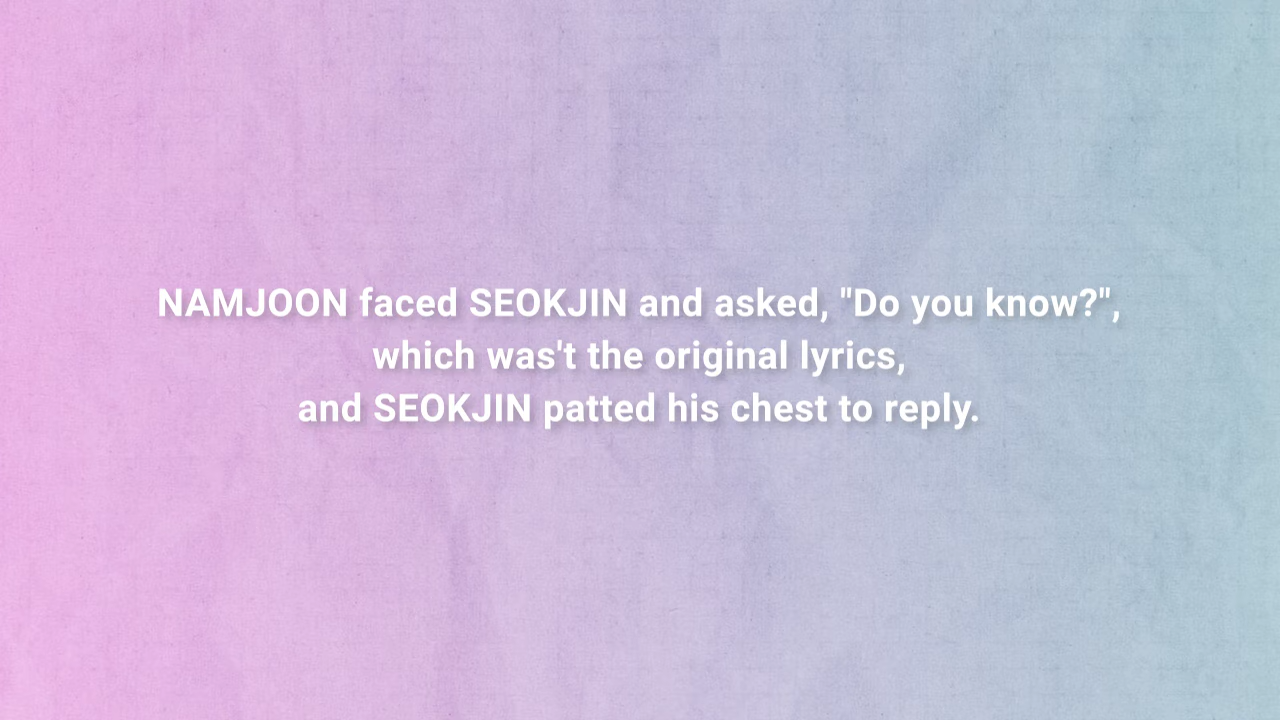 NAMJOON faced SEOKJIN and asked, "Do you know?",
which was't the original lyrics,
and SEOKJIN patted his chest to reply.